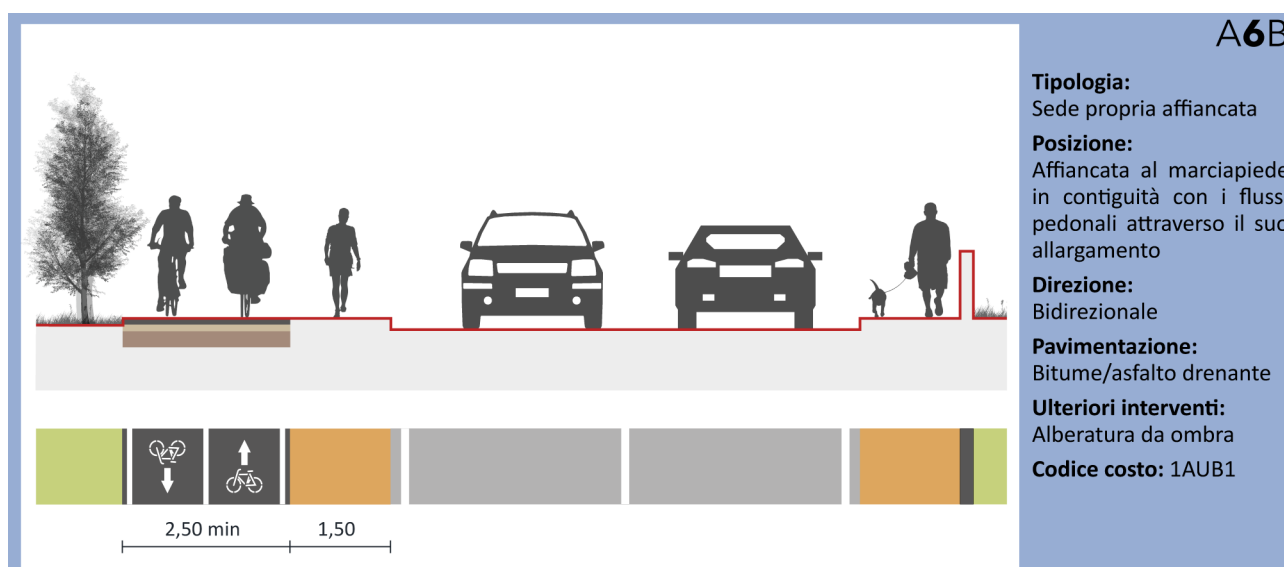 A6B
Tipologia:
Sede propria affiancata
Posizione:
Affiancata al marciapiede
in contiguità con i fluss
pedonali attraverso il suo
allargamento
Direzione:
Bidirezionale
Pavimentazione:
Bitume/asfalto drenante
Ulteriori interventi:
Alberatura da ombra
Codice costo: 1AUB1
2,50 min
1,50